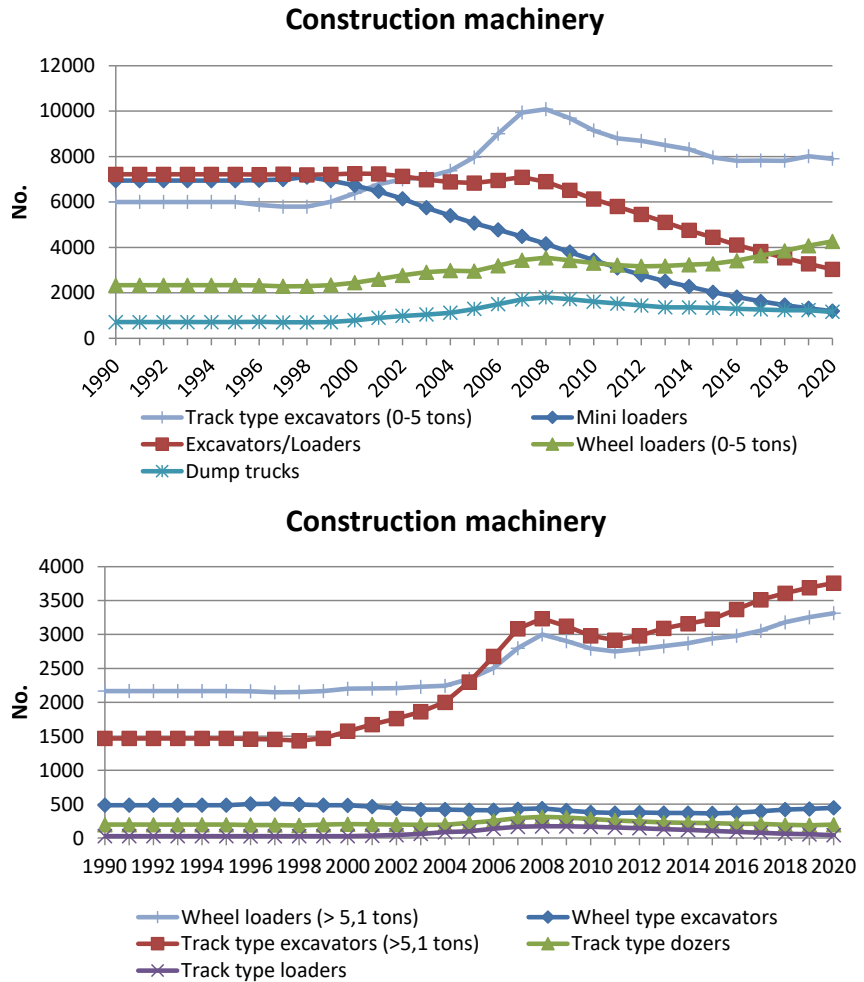 Construction machinery
12000
10000
8000
6000
4000
2000
0
No.
1990 1992 1994 1996 1998 2000 2002 2004 2006 2008 2010 2012 2014 2016 2018 2020
Track type excavators (0-5 tons) Mini loaders
Excavators/Loaders Wheel loaders (0-5 tons)
Dump trucks
Construction machinery
4000
3500
3000
2500
2000
1500
1000
500
0
No.
1990 1992 1994 1996 1998 2000 2002 2004 2006 2008 2010 2012 2014 2016 2018 2020
Wheel loaders (> 5,1 tons) Wheel type excavators
Track type excavators (>5,1 tons) Track type dozers
Track type loaders